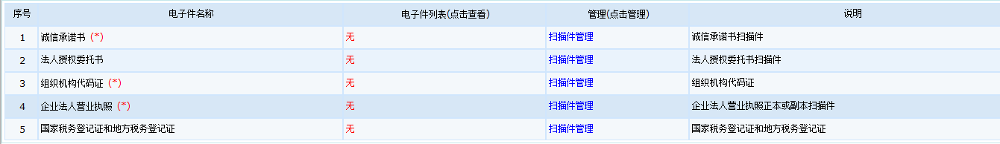 序号 电子件名称 电子件列表(点击查看) 管理(点击管理) 说明
1 诚信承诺书 (*) 无 扫描件管理 诚信承诺书扫描件
2 法人授权委托书 无 扫描件管理 法人授权委托书扫描件
3 组织机构代码证 (*) 无 扫描件管理 组织机构代码证
4 企业法人营业执照 (*) 无 扫描件管理 企业法人营业执照正本或副本扫描件
5 国家税务登记证和地方税务登记证 无 扫描件管理 国家税务登记证和地方税务登记证